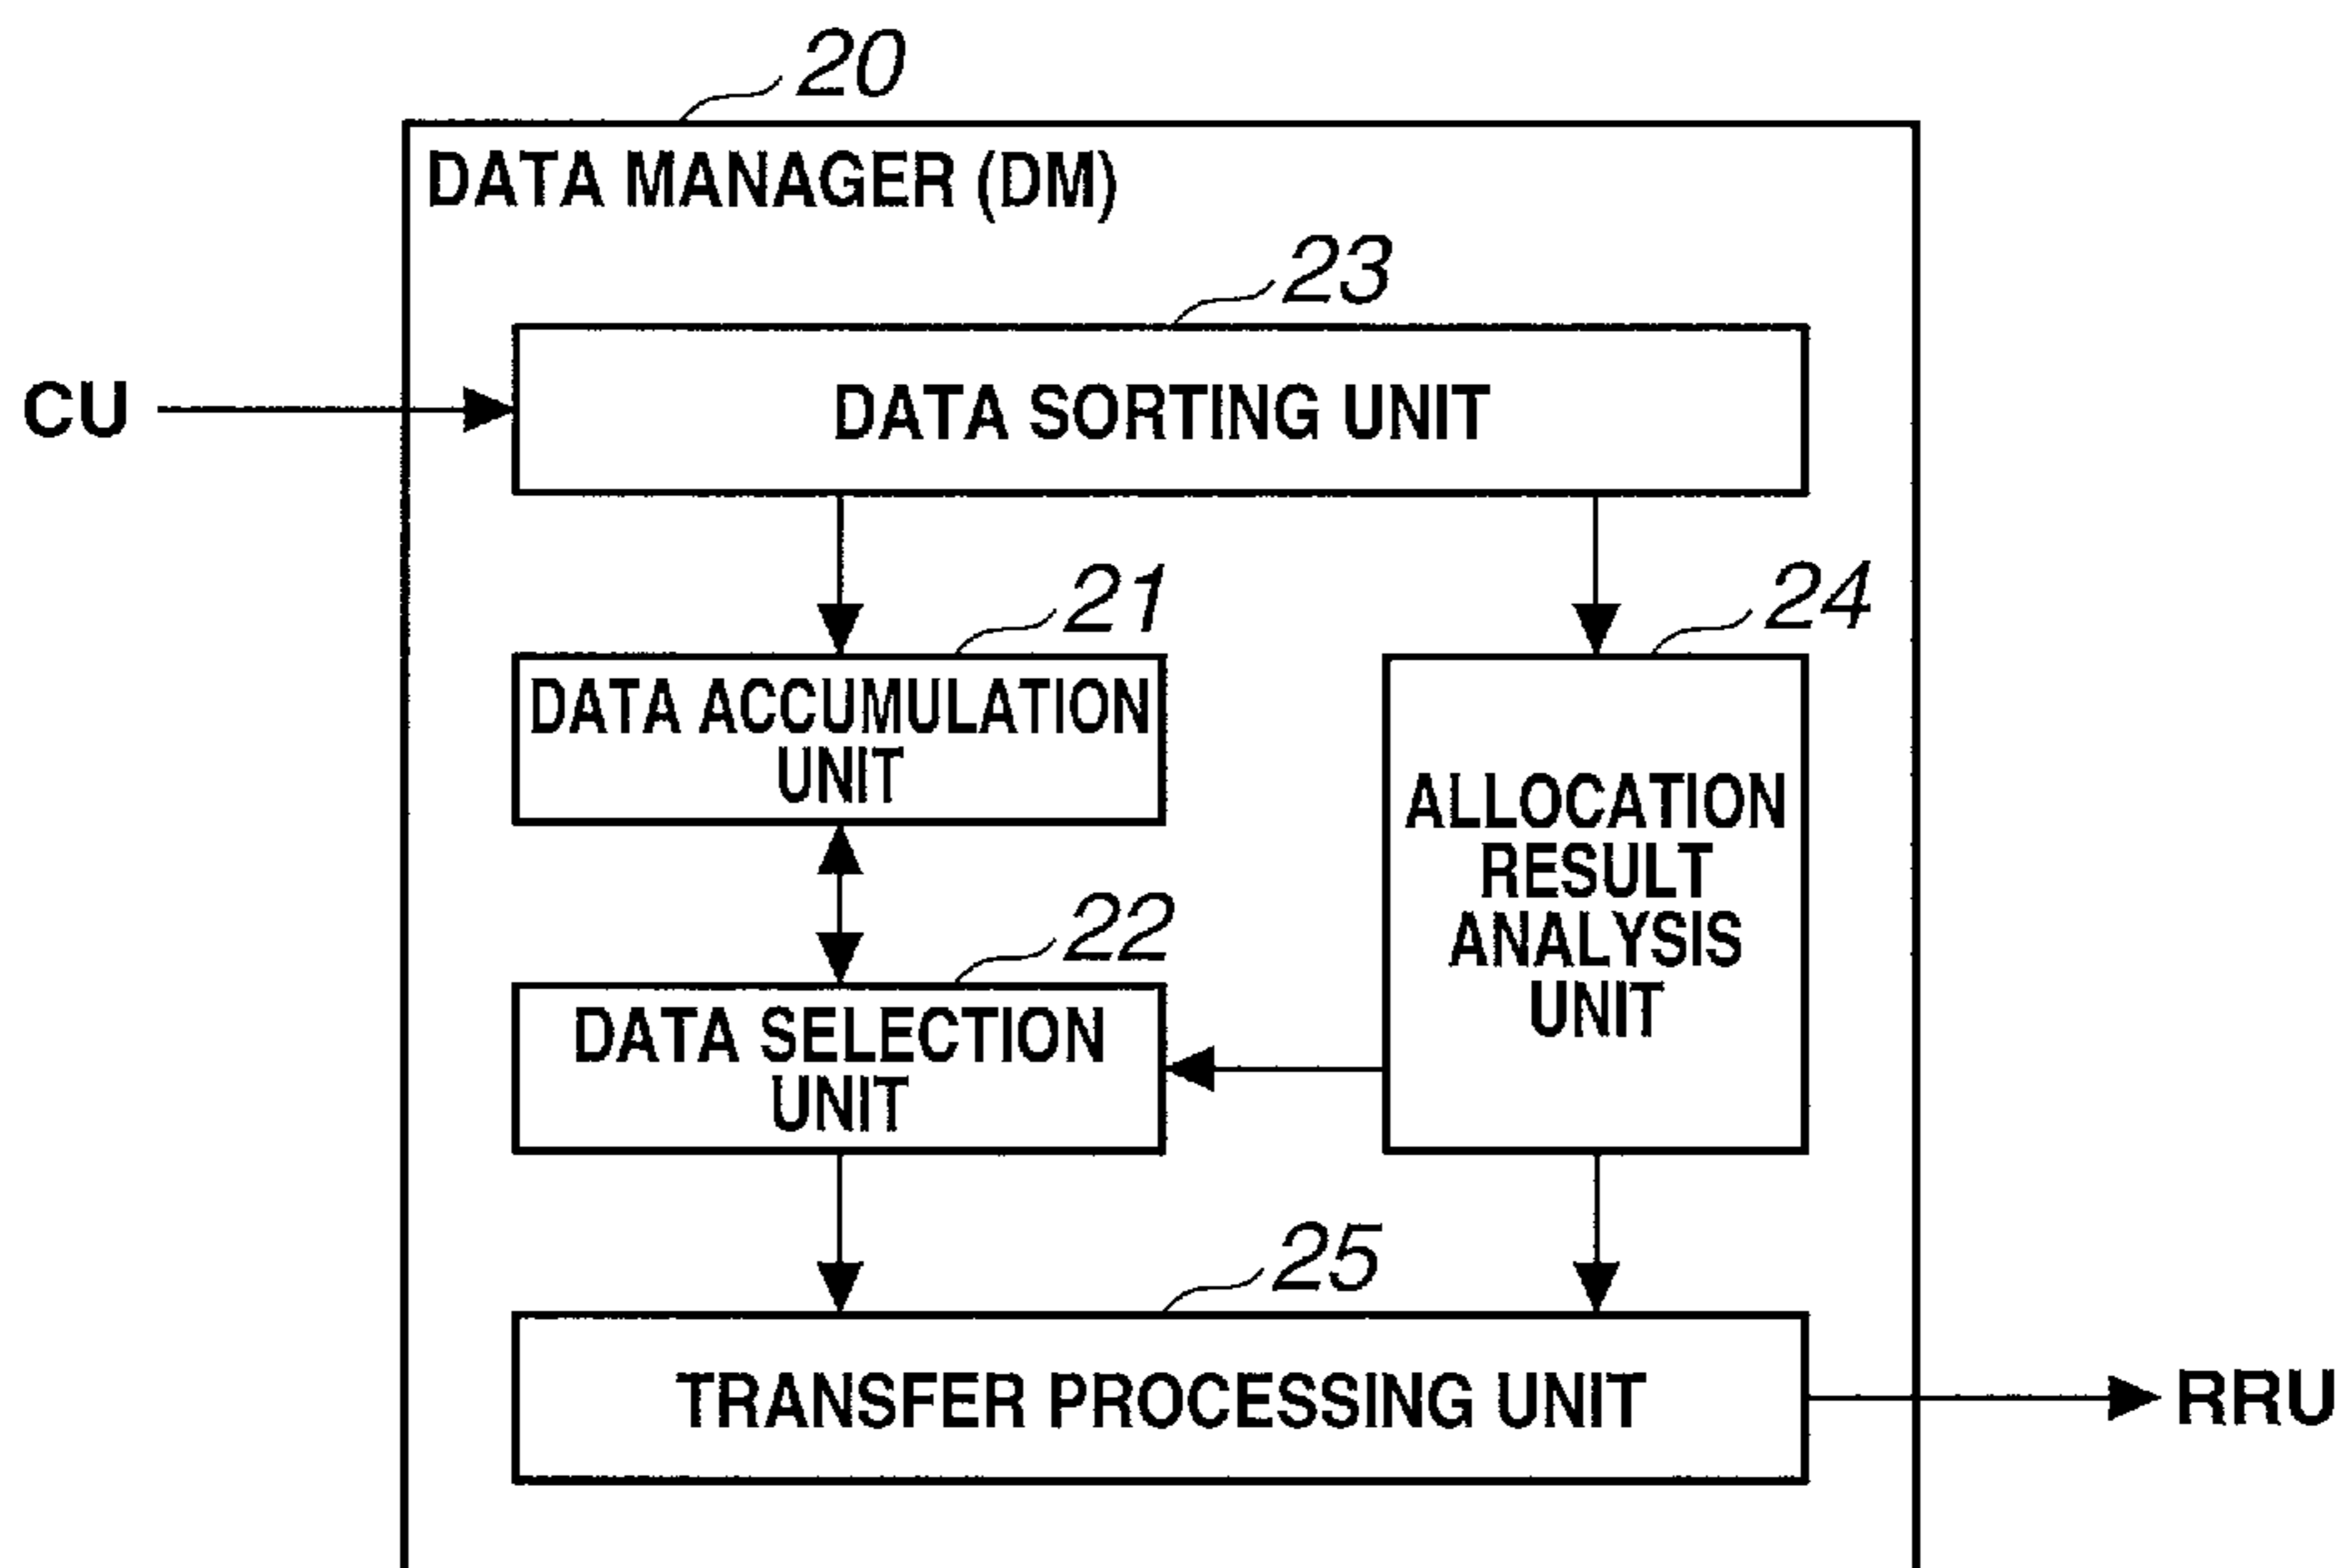 20
DATA MANAGER (DM)
23
CU
DATA SORTING UNIT
21
24
DATA ACCUMULATION
UNIT
ALLOCATION
RESULT
ANALYSIS
UNIT
22
DATA SELECTION
UNIT
25
TRANSFER PROCESSING UNIT
RRU